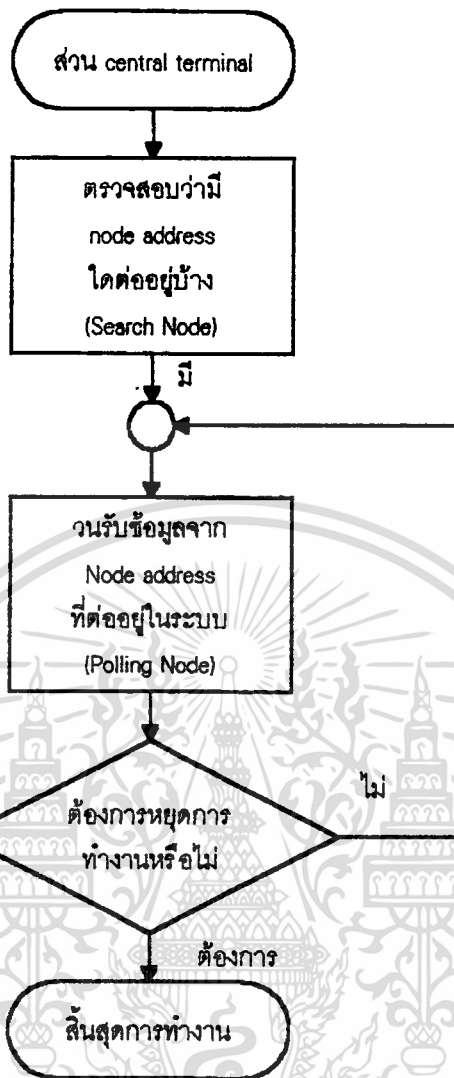 ส่วน central terminal
ตรวจสอบว่ามี
node address
ใดต่ออยู่บ้าง
(Search Node)
มี
วนรับข้อมูลจาก
Node address
ที่ต่ออยู่ในระบบ
(Polling Node)
ไม่
ต้องการหยุดการ
ทำงานหรือไม่
ต้องการ
สิ้นสุดการทำงาน